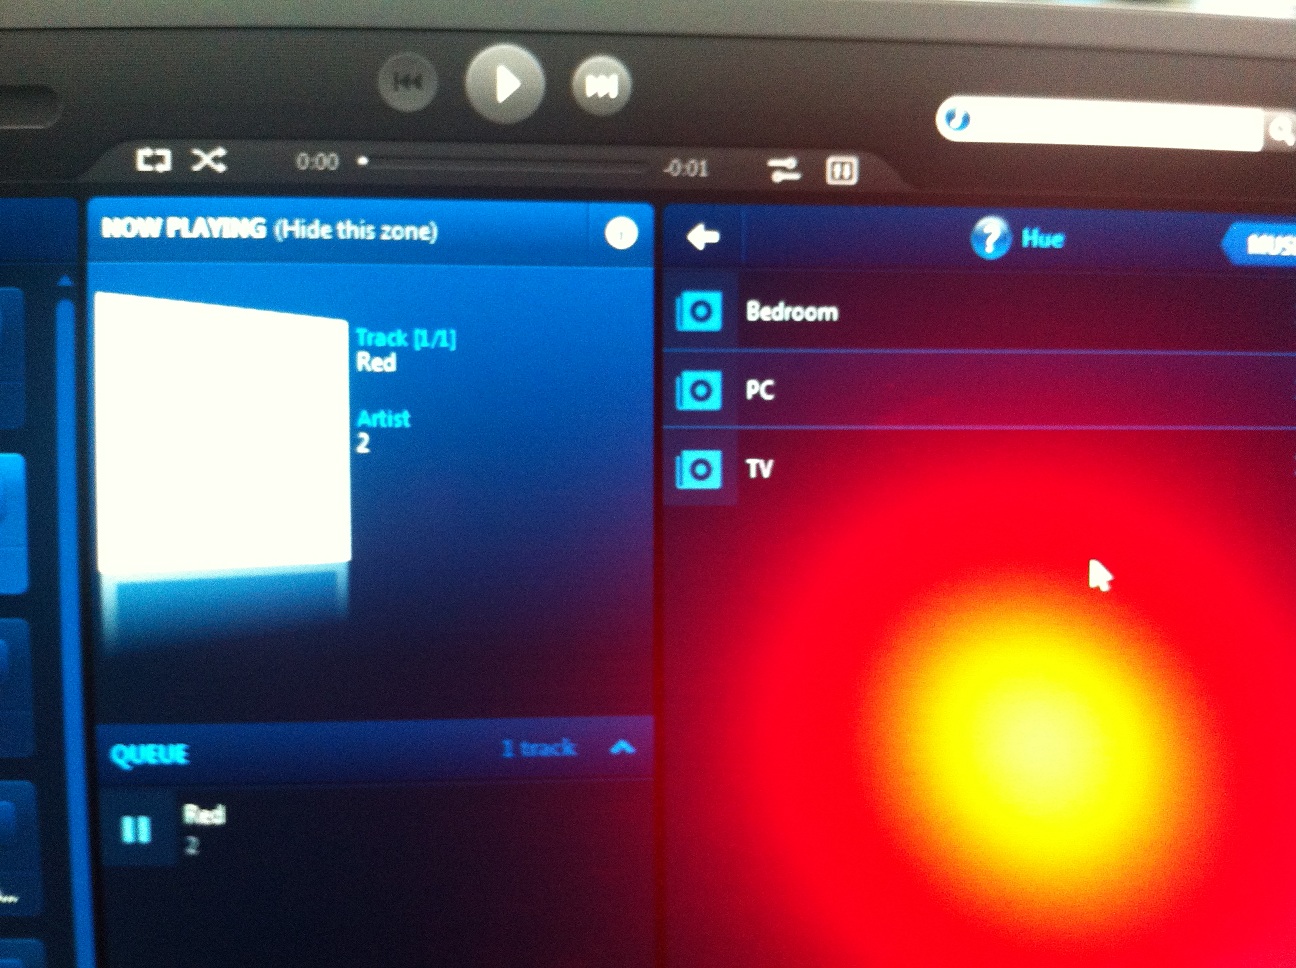 0:00
-0:01
NOW PLAYING (Hide this zone)
Track [1/1]
Red
Artist
2
QUEUE
1 track
Red
2
Hue
MUS
Bedroom
PC
TV